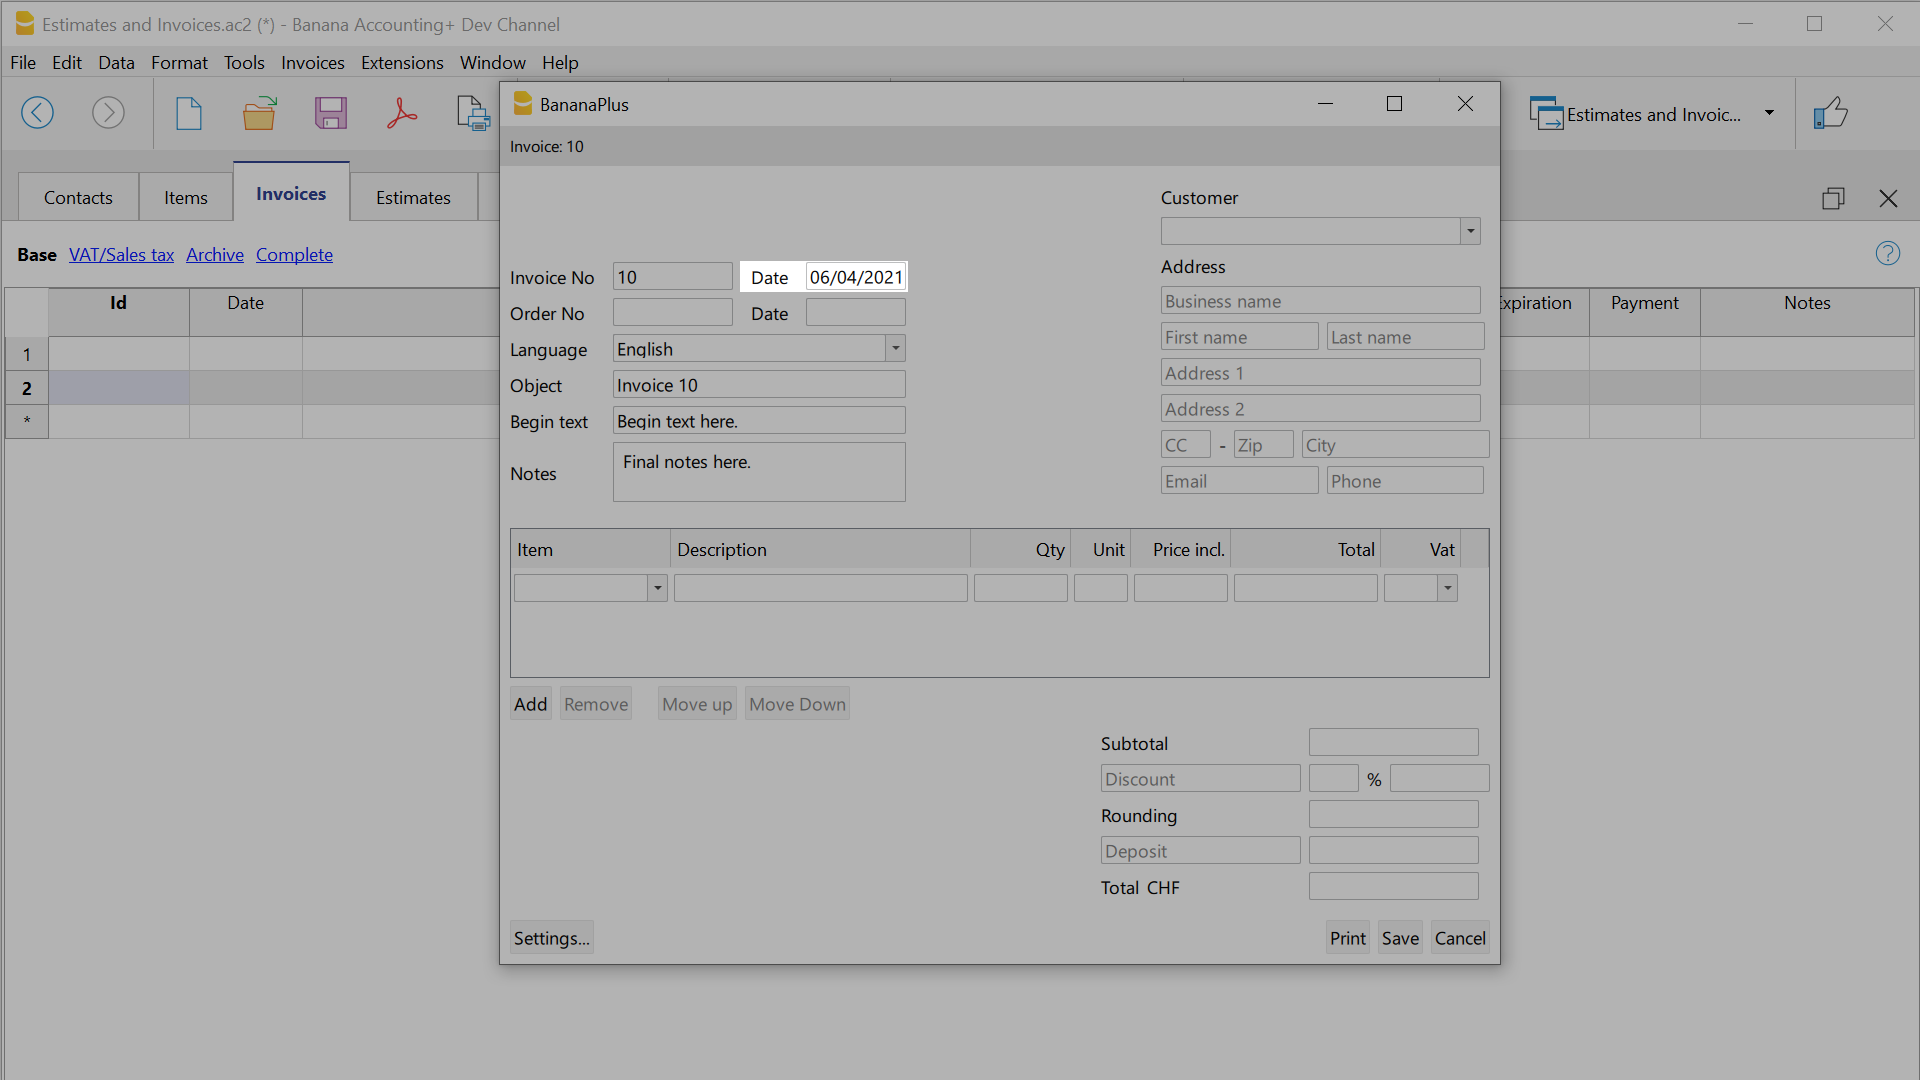 Estimates and Invoices.ac2 (*) - Banana Accounting+ Dev Channel
File Edit Data Format Tools Invoices Extensions Window Help
Estimates and Invoic...
Contacts Items Invoices Estimates
Base VAT/Sales tax Archive Complete
Id Date Expiration Payment Notes
1
2
*
BananaPlus
Invoice: 10
Customer
Invoice No 10 Date 06/04/2021
Order No Date
Language English
Object Invoice 10
Begin text Begin text here.
Notes Final notes here.
Address
Business name
First name Last name
Address 1
Address 2
CC - Zip City
Email Phone
Item Description Qty Unit Price incl. Total Vat
Add Remove Move up Move Down
Subtotal
Discount %
Rounding
Deposit
Total CHF
Settings... Print Save Cancel